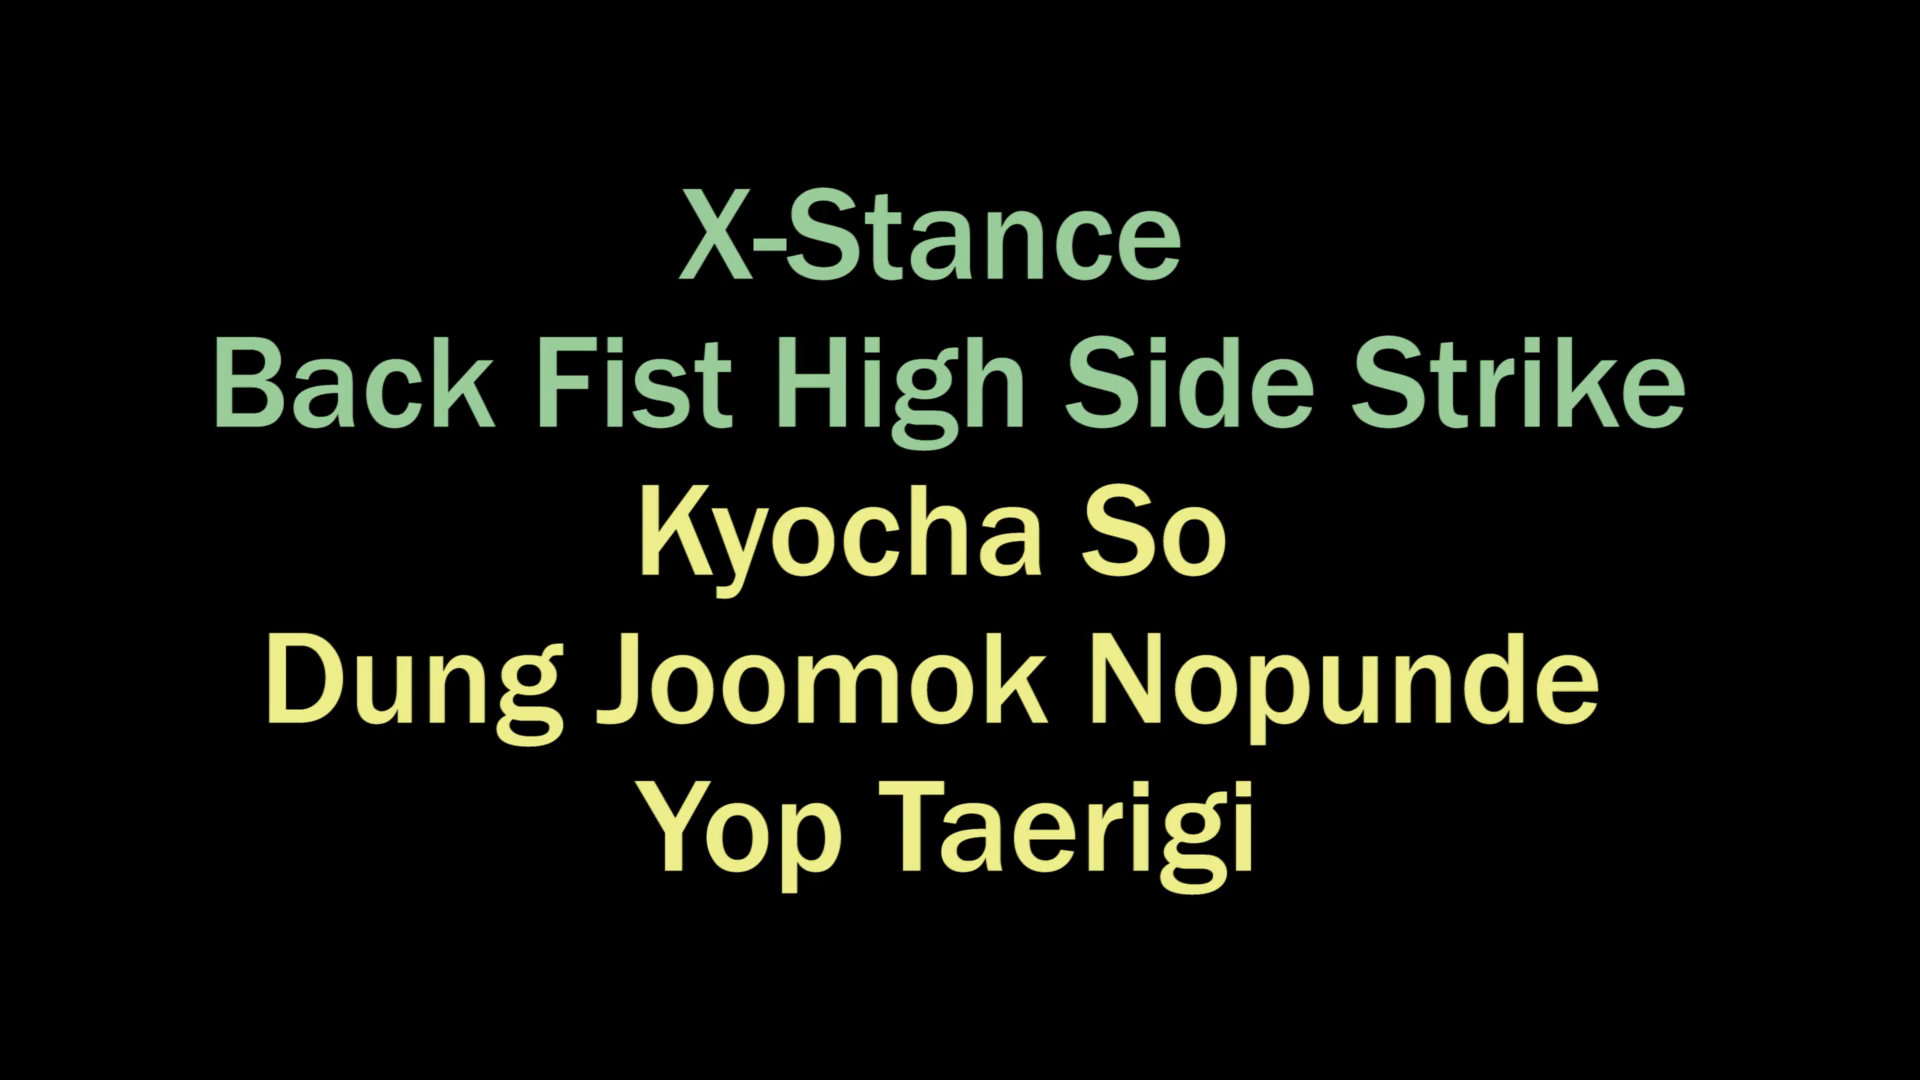 X-Stance
Back Fist High Side Strike
Kyocha So
Dung Joomok Nopunde
Yop Taerigi